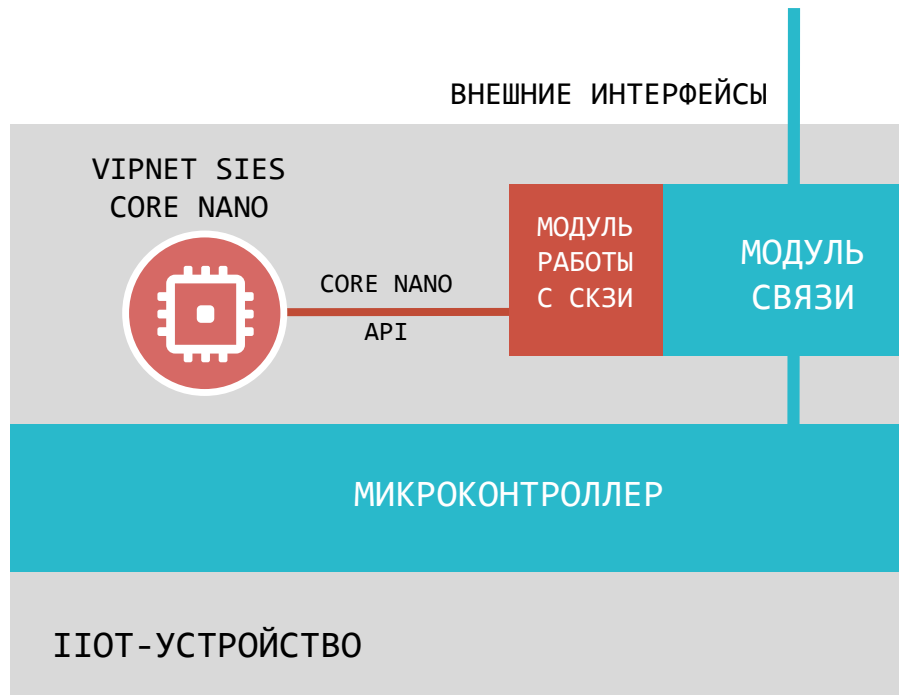 ВНЕШНИЕ ИНТЕРФЕЙСЫ
VIPNET SIES
CORE NANO
CORE NANO
API
МОДУЛЬ
РАБОТЫ
С СКЗИ
МОДУЛЬ
СВЯЗИ
МИКРОКОНТРОЛЛЕР
IIOT-УСТРОЙСТВО